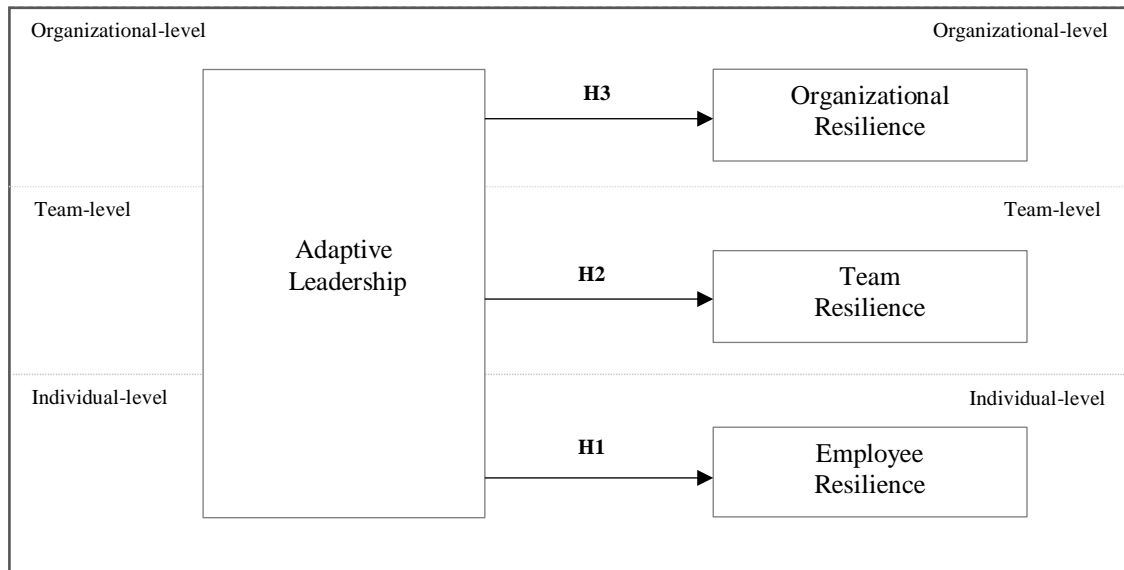 Organizational-level
Organizational-level
H3
Organizational
Resilience
Team-level
Team-level
Adaptive
Leadership
H2
Team
Resilience
Individual-level
Individual-level
H1
Employee
Resilience